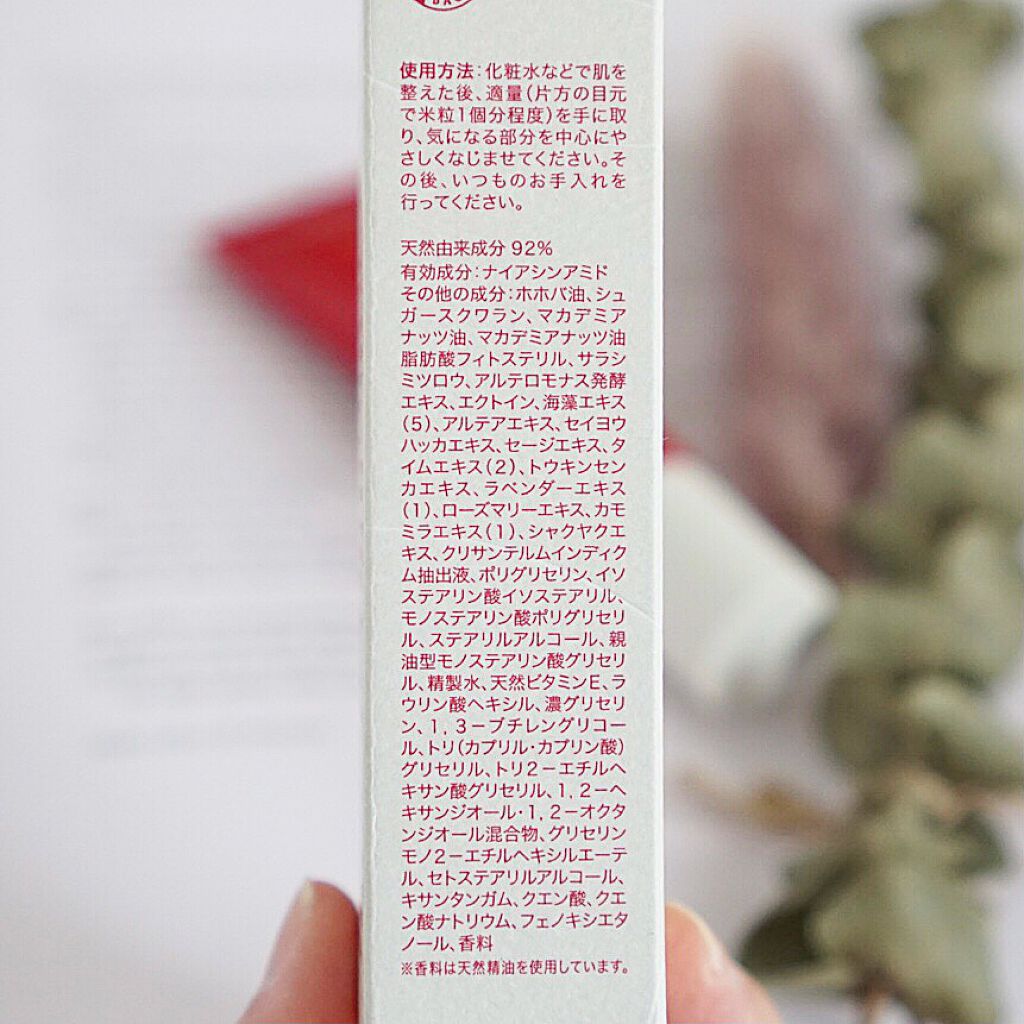 使用方法：化粧水などで肌を
整えた後、適量（片方の目元
で米粒1個分程度）を手に取
り、気になる部分を中心にや
さしくなじませてください。そ
の後、いつものお手入れを
行ってください。
天然由来成分 92%
有効成分：ナイアシンアミド
その他の成分：ホホバ油、シュ
ガースクワラン、マカデミア
ナッツ油、マカデミアナッツ油
脂肪酸フィトステリル、サラシ
ミツロウ、アルテロモナス発酵
エキス、エクトイン、海藻エキス
（5）、アルテアエキス、セイヨウ
ハッカエキス、セージエキス、タ
イムエキス（2）、トウキンセン
カエキス、ラベンダーエキス
（1）、ローズマリーエキス、カモ
ミラエキス（1）、シャクヤクエ
キス、クリサンテルムインディク
ム抽出液、ポリグリセリン、イソ
ステアリン酸イソステアリル、
モノステアリン酸ポリグリセリ
ル、ステアリルアルコール、親
油型モノステアリン酸グリセリ
ル、精製水、天然ビタミンE、ラ
ウリン酸ヘキシル、濃グリセリ
ン、1，3－ブチレングリコー
ル、トリ（カプリル・カプリン酸）
グリセリル、トリ2－エチルヘ
キサン酸グリセリル、1，2－ヘ
キサンジオール・1，2－オクタ
ンジオール混合物、グリセリン
モノ2－エチルヘキシルエーテ
ル、セトステアリルアルコール、
キサンタンガム、クエン酸、クエ
ン酸ナトリウム、フェノキシエタ
ノール、香料
※香料は天然精油を使用しています。